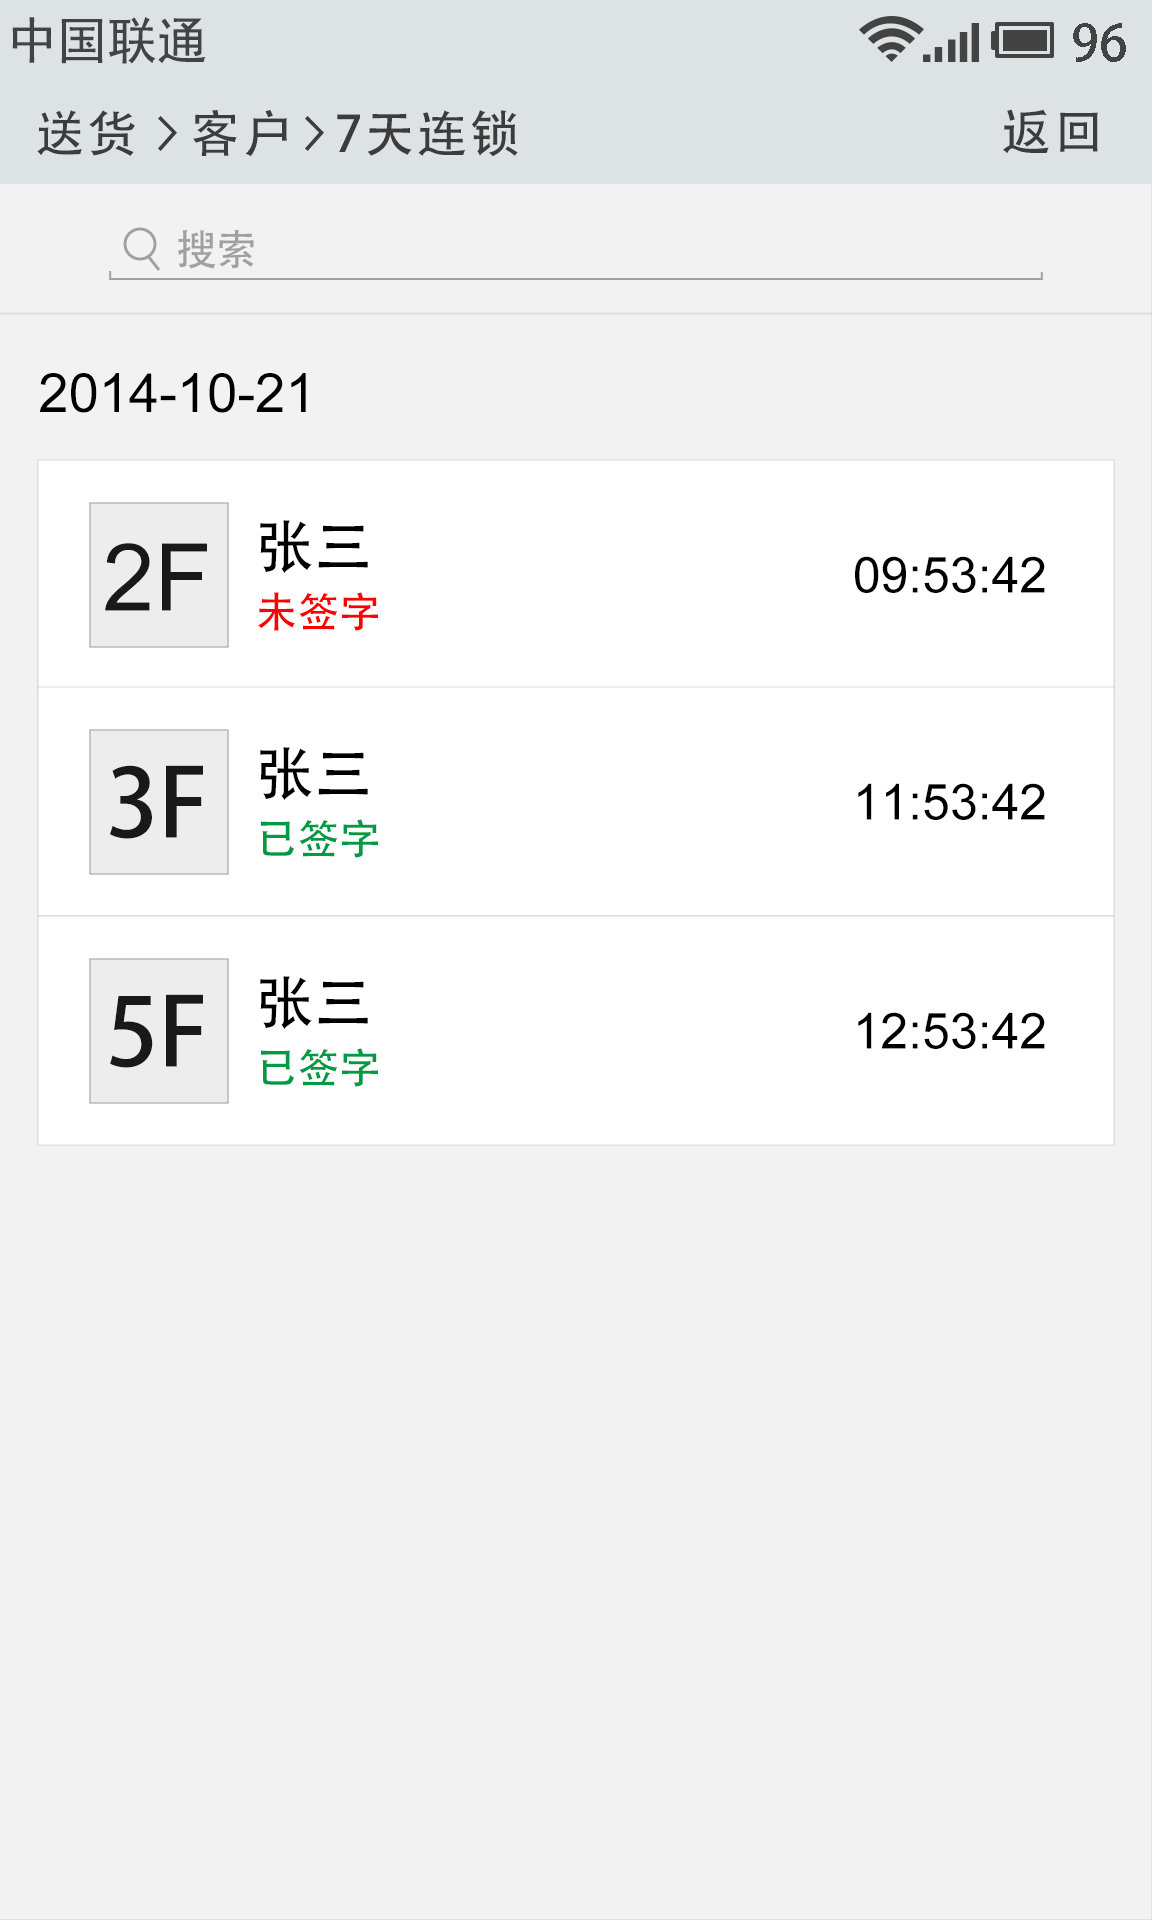 中国联通 96
送货 > 客户 > 7天连锁 返回
搜索
2014-10-21
2F 张三 09:53:42
未签字
3F 张三 11:53:42
已签字
5F 张三 12:53:42
已签字